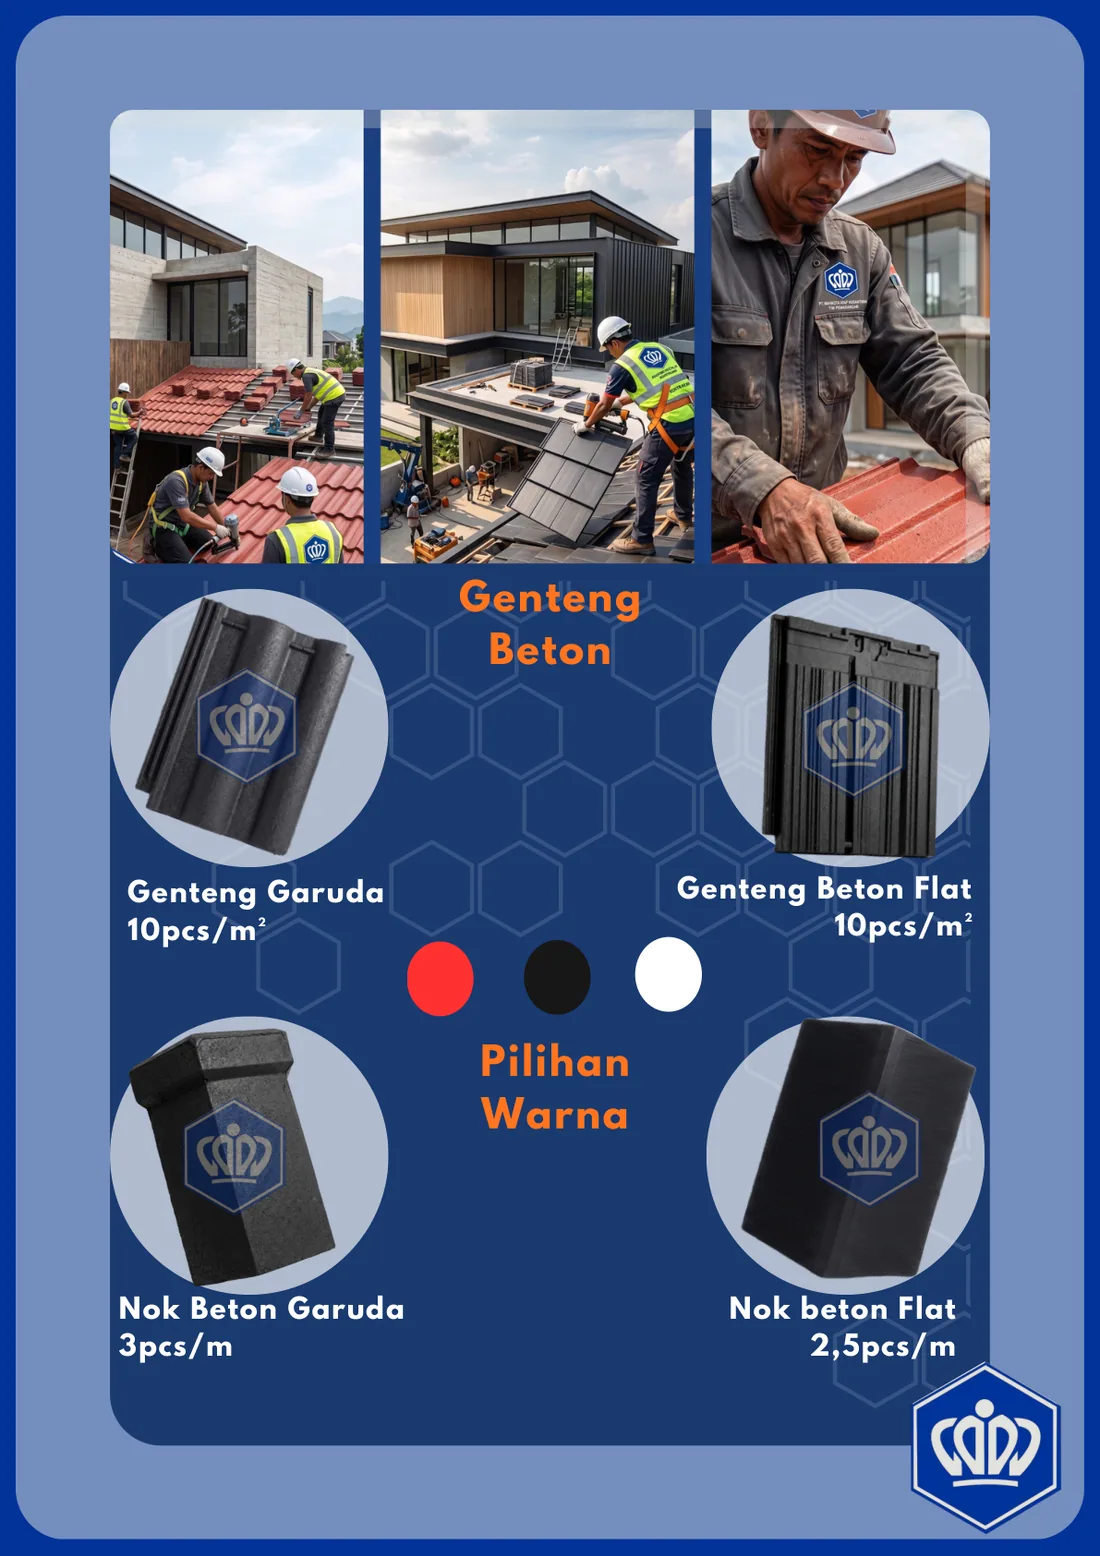 Genteng
Beton
Genteng Garuda
10pcs/m²
Genteng Beton Flat
10pcs/m²
Pilihan
Warna
Nok Beton Garuda
3pcs/m
Nok beton Flat
2,5pcs/m